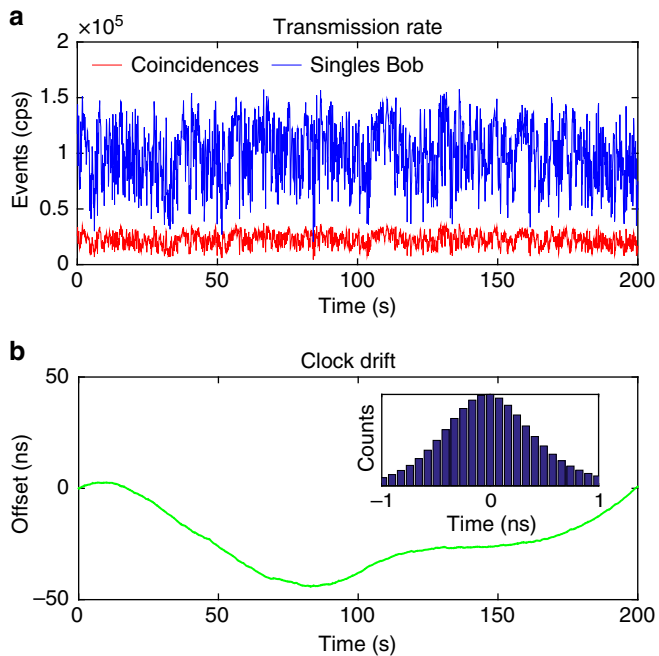 a
×10⁵
Transmission rate
2
1.5
1
0.5
0
Events (cps)
Coincidences
Singles Bob
0
50
100
150
200
Time (s)
b
Clock drift
50
0
−50
Offset (ns)
Counts
−1
0
1
Time (ns)
0
50
100
150
200
Time (s)